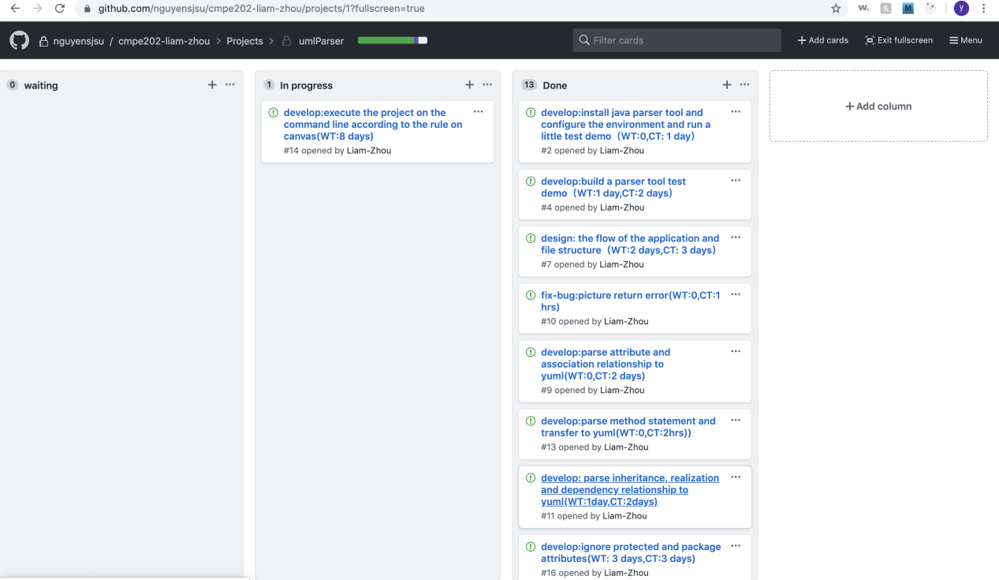 github.com/nguyensjsu/cmpe202-liam-zhou/projects/1?fullscreen=true
w.
M
y
nguyensjsu / cmpe202-liam-zhou > Projects > umlParser
Filter cards
+ Add cards
Exit fullscreen
Menu
0 waiting
1 In progress
develop:execute the project on the
command line according to the rule on
canvas(WT:8 days)
#14 opened by Liam-Zhou
13 Done
develop:install java parser tool and
configure the environment and run a
little test demo（WT:0,CT: 1 day)
#2 opened by Liam-Zhou
develop:build a parser tool test
demo（WT:1 day,CT:2 days)
#4 opened by Liam-Zhou
design: the flow of the application and
file structure（WT:2 days,CT: 3 days)
#7 opened by Liam-Zhou
fix-bug:picture return error(WT:0,CT:1
hrs)
#10 opened by Liam-Zhou
develop:parse attribute and
association relationship to
yuml(WT:0,CT:2 days)
#9 opened by Liam-Zhou
develop:parse method statement and
transfer to yuml(WT:0,CT:2hrs))
#13 opened by Liam-Zhou
develop: parse inheritance, realization
and dependency relationship to
yuml(WT:1day,CT:2days)
#11 opened by Liam-Zhou
develop:ignore protected and package
attributes(WT: 3 days,CT:3 days)
#16 opened by Liam-Zhou
+ Add column